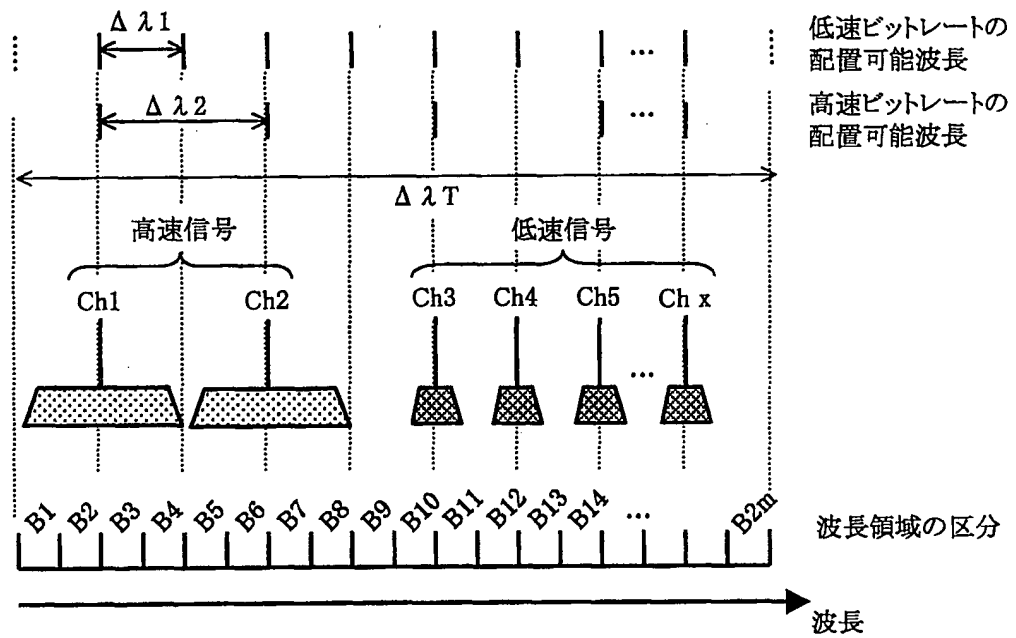 Δλ1
低速ビットレートの
配置可能波長
Δλ2
高速ビットレートの
配置可能波長
ΔλT
高速信号
低速信号
Ch1
Ch2
Ch3
Ch4
Ch5
Ch x
B1
B2
B3
B4
B5
B6
B7
B8
B9
B10
B11
B12
B13
B14
...
B2m
波長領域の区分
波長